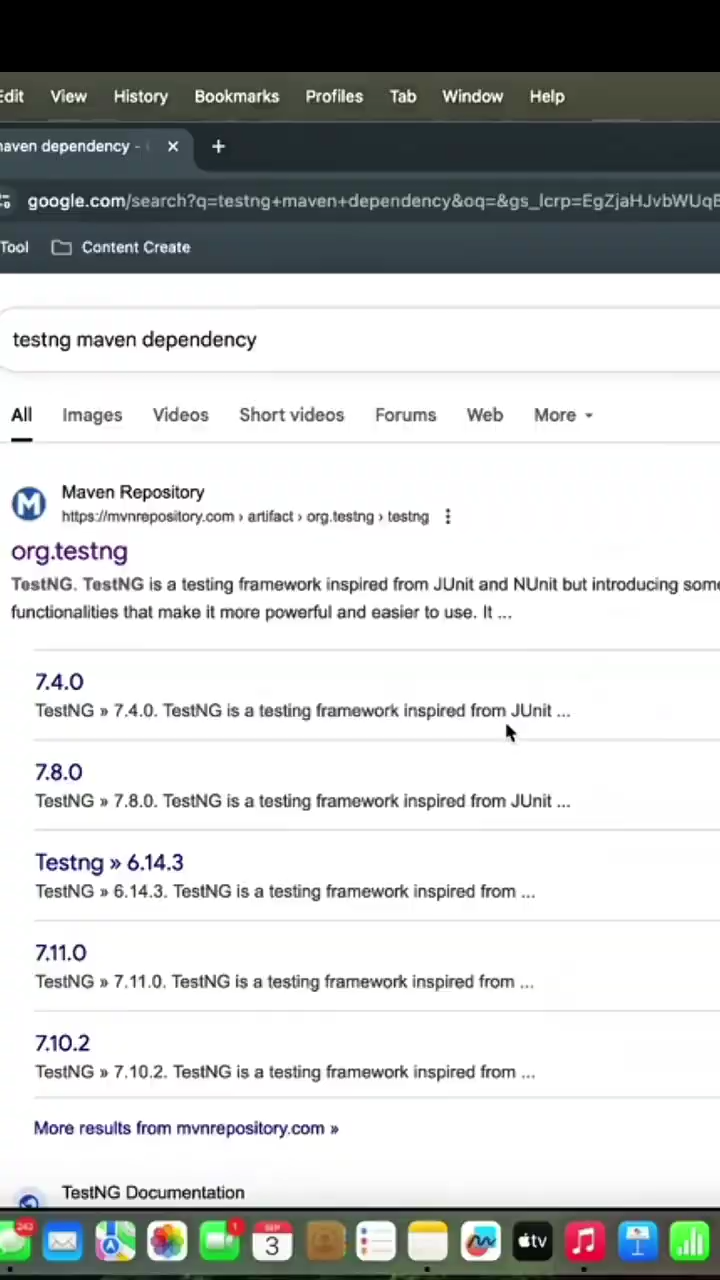 Edit View History Bookmarks Profiles Tab Window Help
maven dependency -
google.com/search?q=testng+maven+dependency&oq=&gs_lcrp=EgZjaHJvbWUqE
Tool Content Create
testng maven dependency
All Images Videos Short videos Forums Web More
Maven Repository
https://mvnrepository.com › artifact › org.testng › testng
org.testng
TestNG. TestNG is a testing framework inspired from JUnit and NUnit but introducing some
functionalities that make it more powerful and easier to use. It ...
7.4.0
TestNG » 7.4.0. TestNG is a testing framework inspired from JUnit ...
7.8.0
TestNG » 7.8.0. TestNG is a testing framework inspired from JUnit ...
Testng » 6.14.3
TestNG » 6.14.3. TestNG is a testing framework inspired from ...
7.11.0
TestNG » 7.11.0. TestNG is a testing framework inspired from ...
7.10.2
TestNG » 7.10.2. TestNG is a testing framework inspired from ...
More results from mvnrepository.com »
TestNG Documentation
243 1 SEP 3 tv